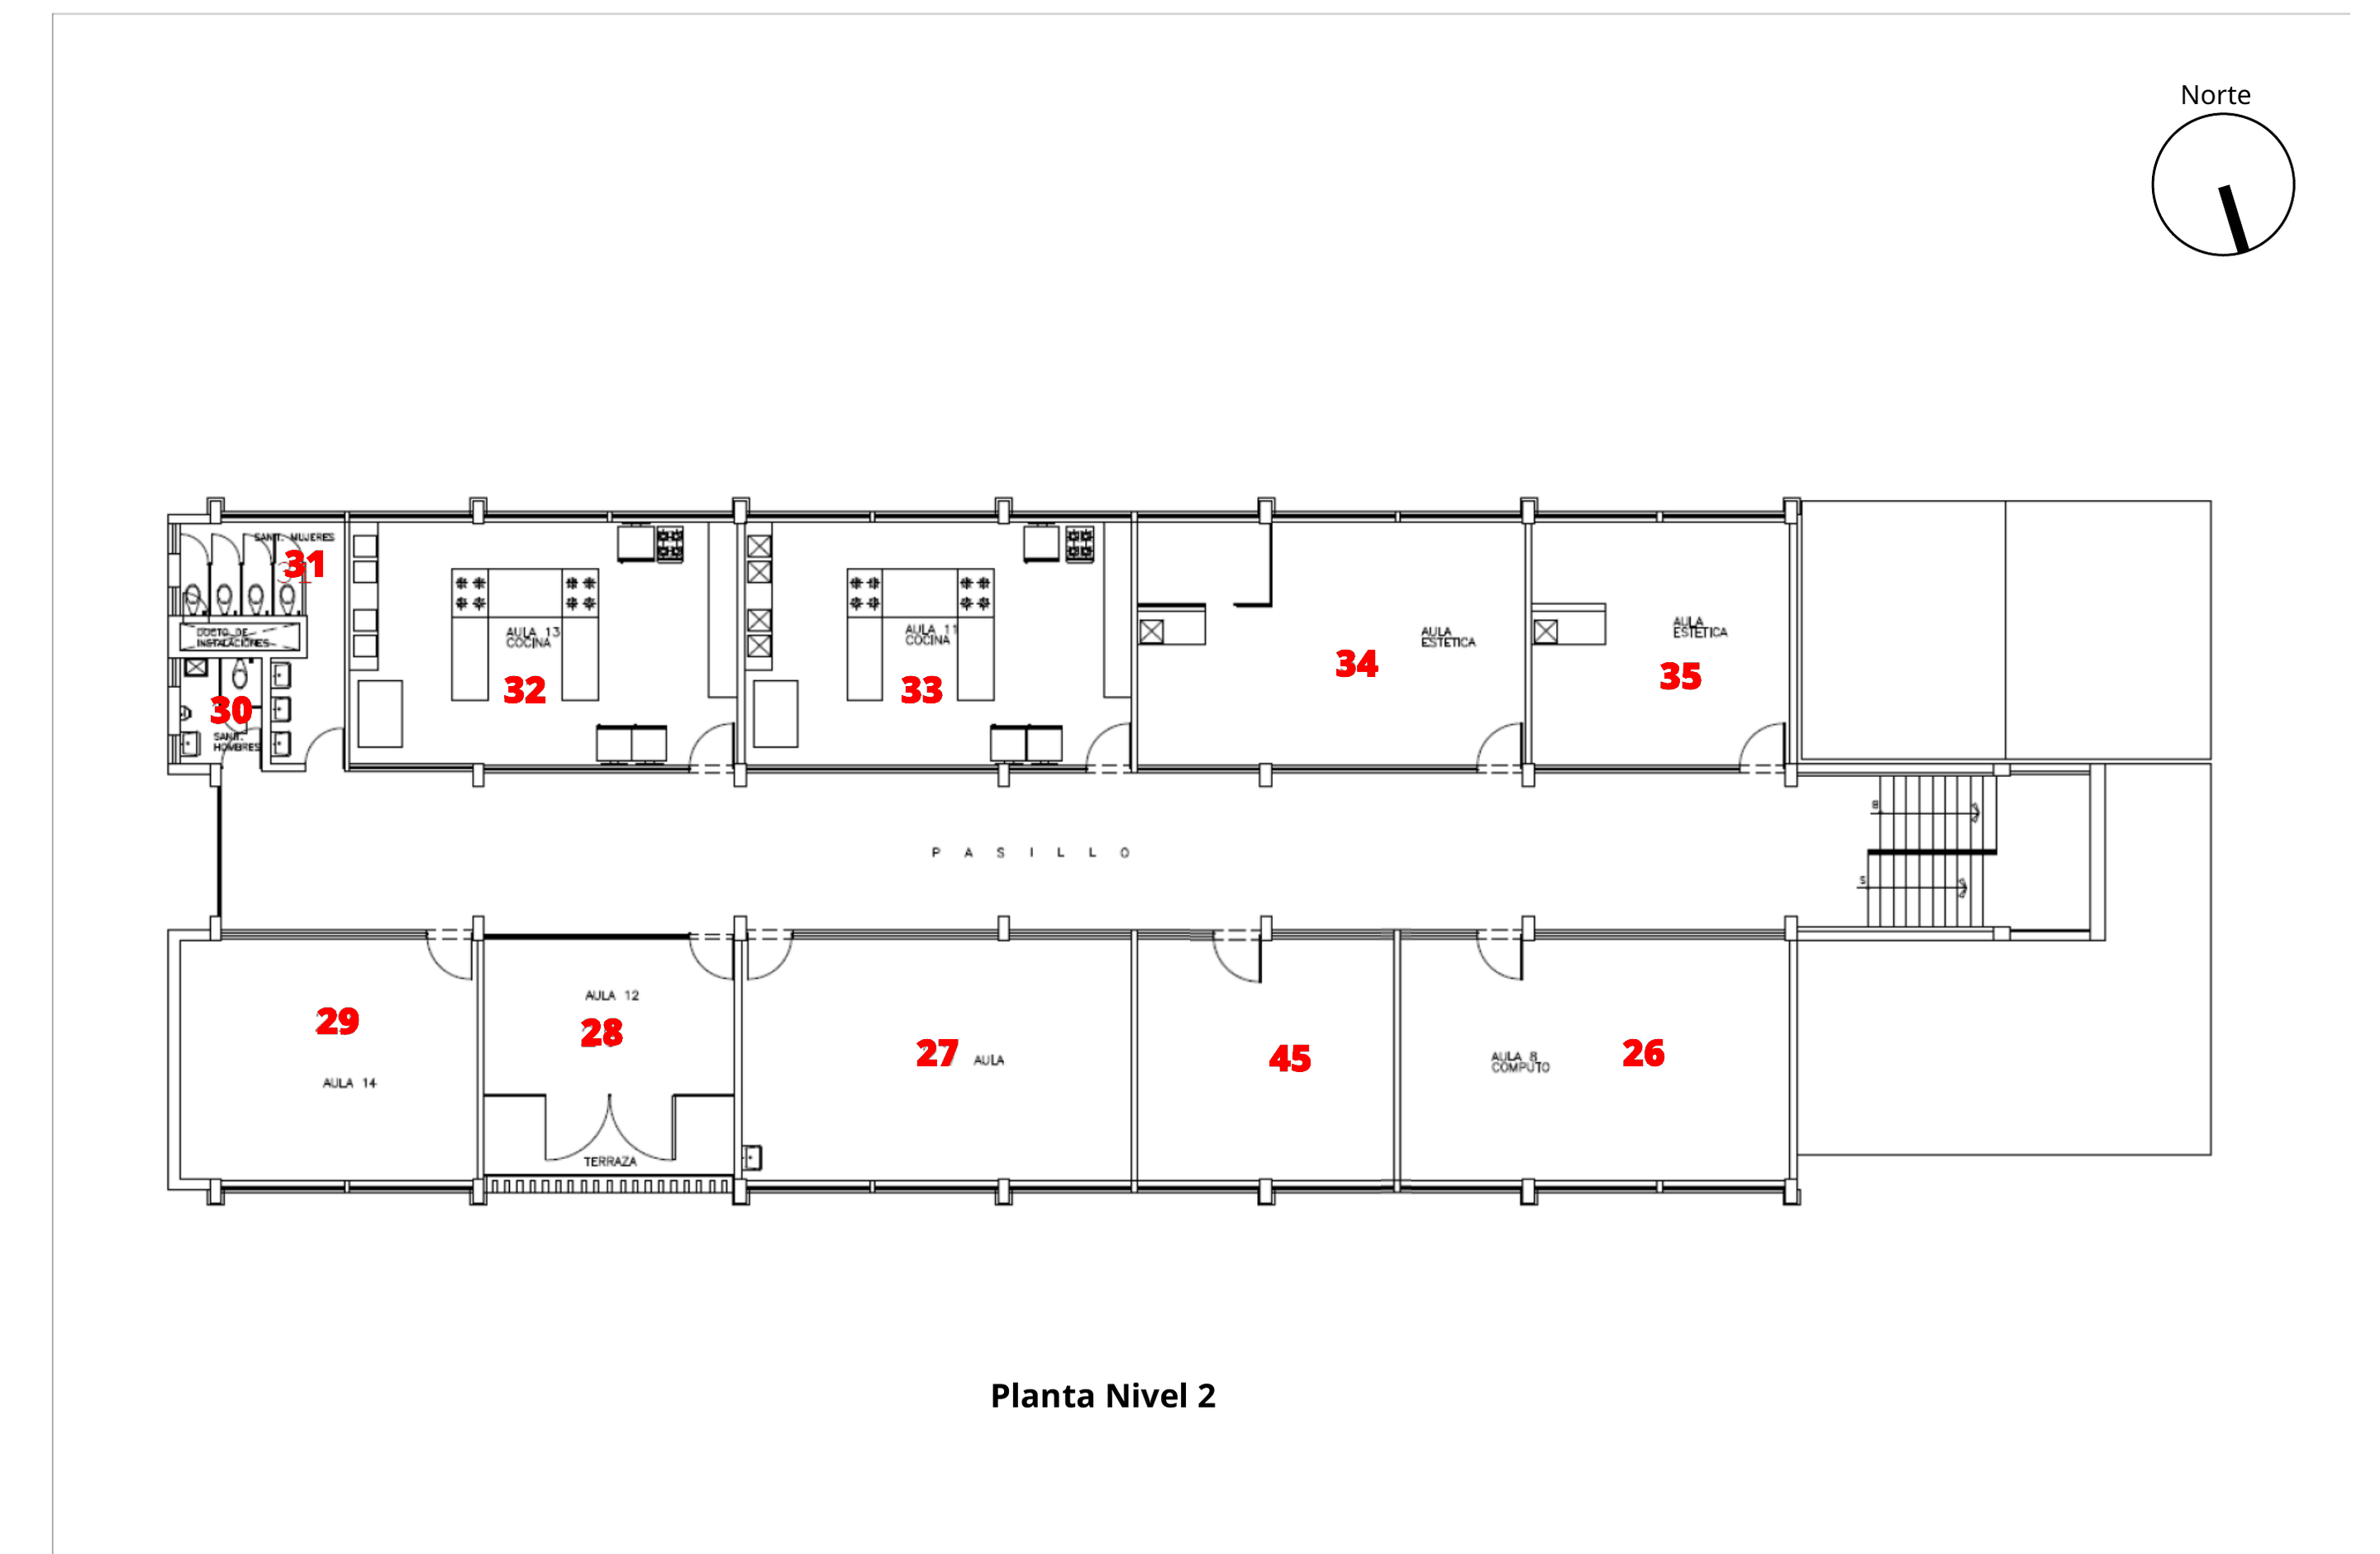 Norte
SANIT. MUJERES
31
DUCTO DE
INSTALACIONES
30
SANIT.
HOMBRES
AULA 13
COCINA
32
AULA 11
COCINA
33
AULA
ESTETICA
34
AULA
ESTETICA
35
B
P A S I L L O
S
29
AULA 14
AULA 12
28
TERRAZA
27
AULA
45
AULA 8
COMPUTO
26
Planta Nivel 2